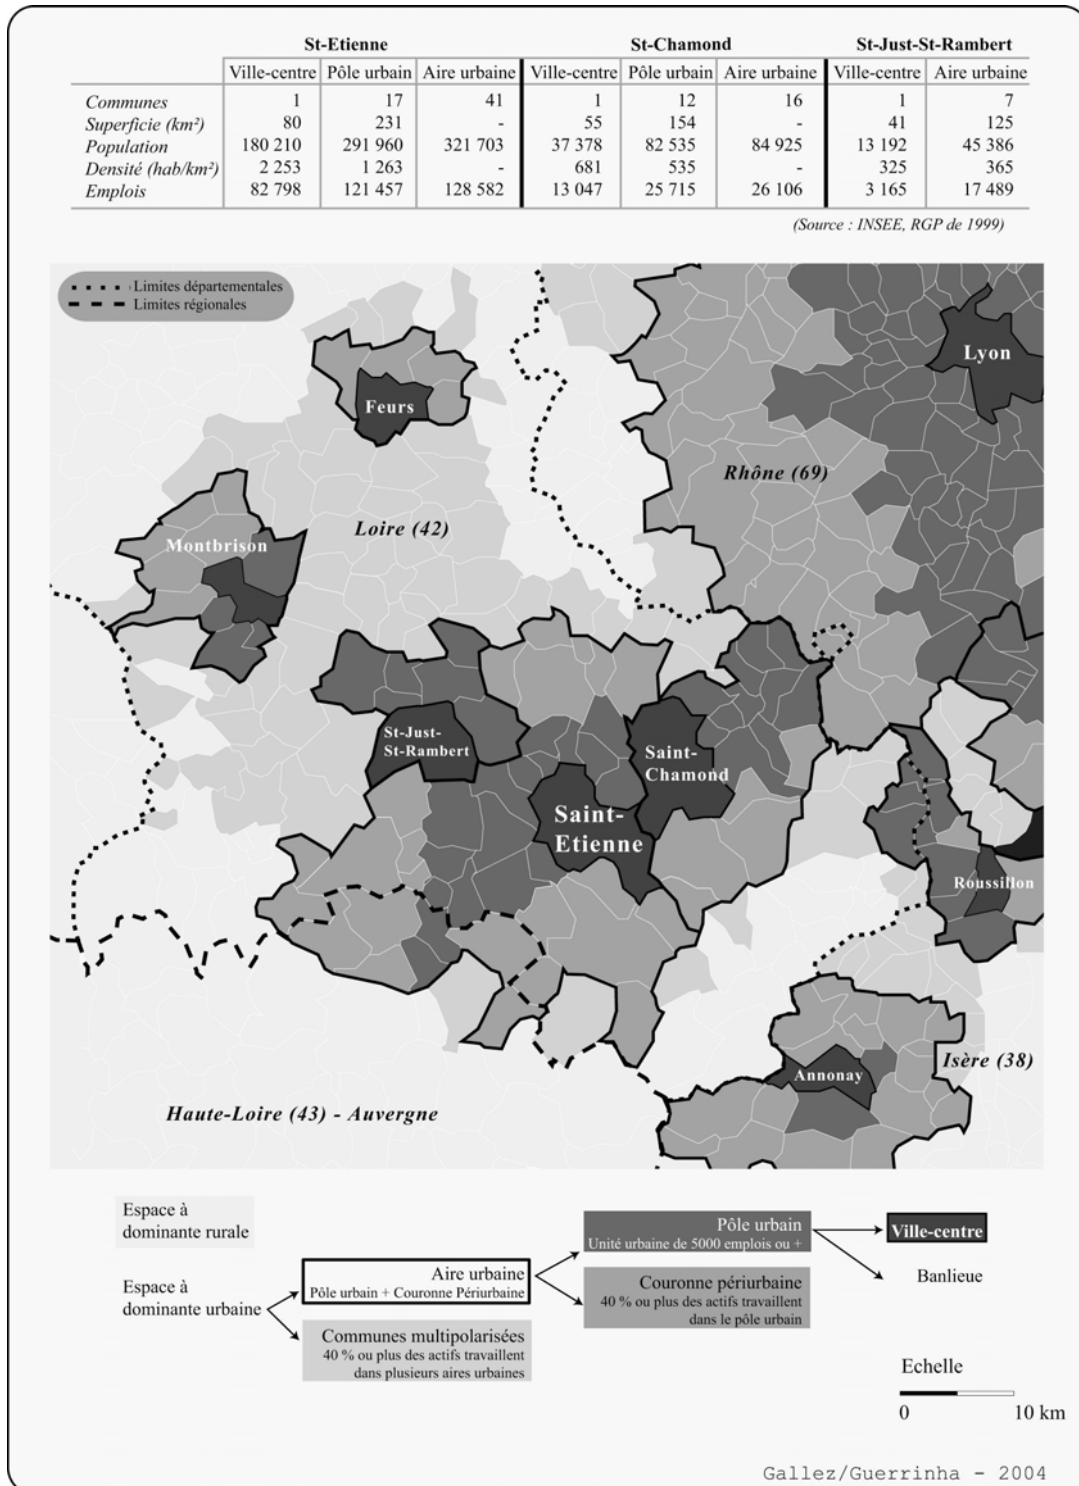 St-Etienne St-Chamond St-Just-St-Rambert
Ville-centre Pôle urbain Aire urbaine Ville-centre Pôle urbain Aire urbaine Ville-centre Aire urbaine
Communes 1 17 41 1 12 16 1 7
Superficie (km²) 80 231 - 55 154 - 41 125
Population 180 210 291 960 321 703 37 378 82 535 84 925 13 192 45 386
Densité (hab/km²) 2 253 1 263 - 681 535 - 325 365
Emplois 82 798 121 457 128 582 13 047 25 715 26 106 3 165 17 489
(Source : INSEE, RGP de 1999)
Limites départementales
Limites régionales
Lyon
Feurs
Rhône (69)
Loire (42)
Montbrison
St-Just-
St-Rambert
Saint-
Chamond
Saint-
Etienne
Roussillon
Annonay
Isère (38)
Haute-Loire (43) - Auvergne
Espace à
dominante rurale
Espace à
dominante urbaine
Aire urbaine
Pôle urbain + Couronne Périurbaine
Communes multipolarisées
40 % ou plus des actifs travaillent
dans plusieurs aires urbaines
Pôle urbain
Unité urbaine de 5000 emplois ou +
Couronne périurbaine
40 % ou plus des actifs travaillent
dans le pôle urbain
Ville-centre
Banlieue
Echelle
0 10 km
Gallez/Guerrinha - 2004